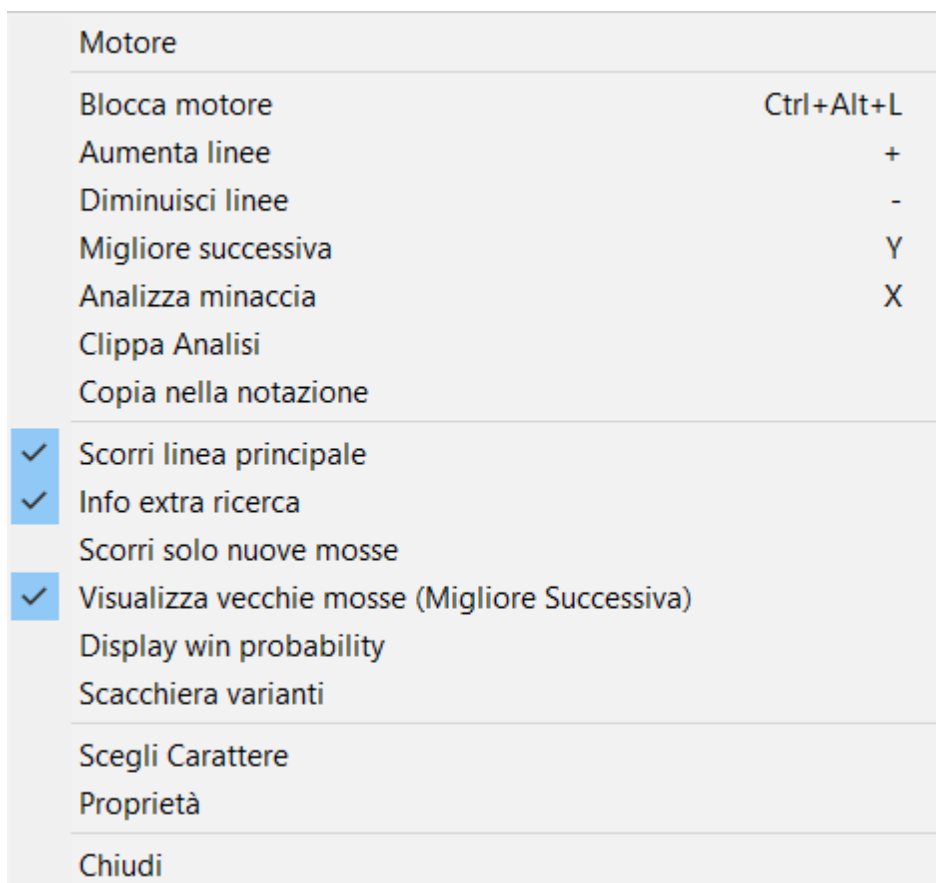 Motore
Blocca motore Ctrl+Alt+L
Aumenta linee +
Diminuisci linee -
Migliore successiva Y
Analizza minaccia X
Clippa Analisi
Copia nella notazione
Scorri linea principale
Info extra ricerca
Scorri solo nuove mosse
Visualizza vecchie mosse (Migliore Successiva)
Display win probability
Scacchiera varianti
Scegli Carattere
Proprietà
Chiudi